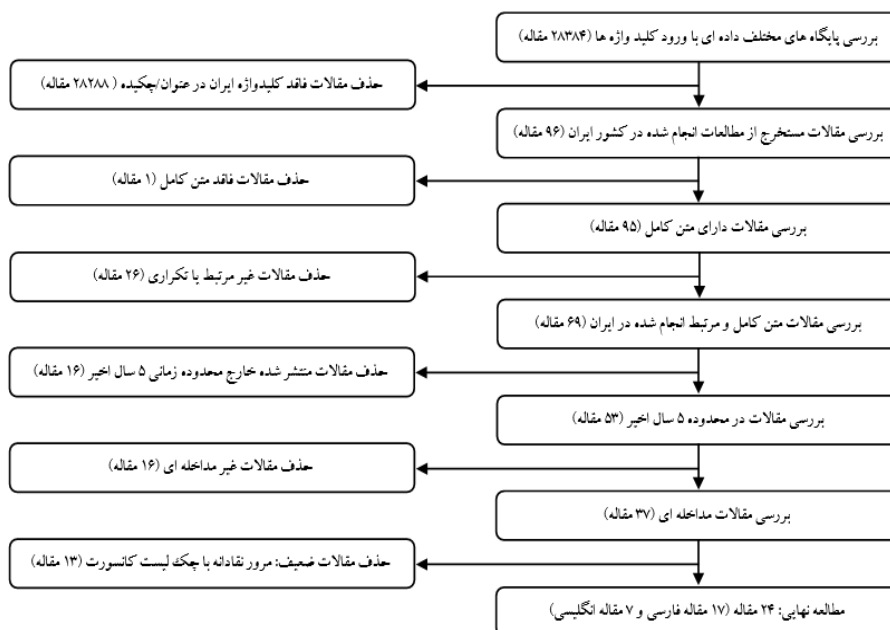 بررسی پایگاه های مختلف داده ای با ورود کلید واژه ها (۲۸۳۸۴ مقاله)
حذف مقالات فاقد کلیدواژه ایران در عنوان/چکیده ( ۲۸۲۸۸ مقاله)
بررسی مقالات مستخرج از مطالعات انجام شده در کشور ایران (۹۶ مقاله)
حذف مقالات فاقد متن کامل (۱ مقاله)
بررسی مقالات دارای متن کامل (۹۵ مقاله)
حذف مقالات غیر مرتبط یا تکراری (۲۶ مقاله)
بررسی مقالات متن کامل و مرتبط انجام شده در ایران (۶۹ مقاله)
حذف مقالات منتشر شده خارج محدوده زمانی ۵ سال اخیر (۱۶ مقاله)
بررسی مقالات در محدوده ۵ سال اخیر (۵۳ مقاله)
حذف مقالات غیر مداخله ای (۱۶ مقاله)
بررسی مقالات مداخله ای (۳۷ مقاله)
حذف مقالات ضعیف: مرور نقادانه با چک لیست کانسورت (۱۳ مقاله)
مطالعه نهایی: ۲۴ مقاله (۱۷ مقاله فارسی و ۷ مقاله انگلیسی)